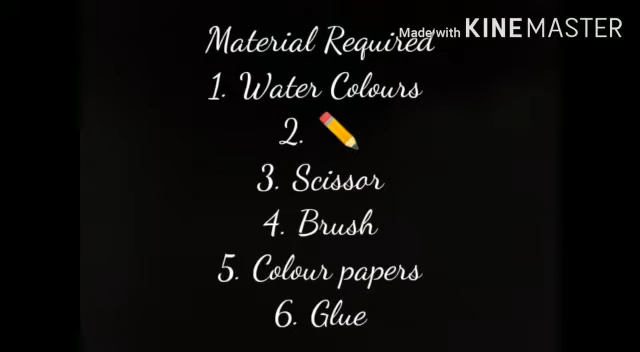 Material Required
Made with KINEMASTER
1. Water Colours
2. ✏️
3. Scissor
4. Brush
5. Colour papers
6. Glue